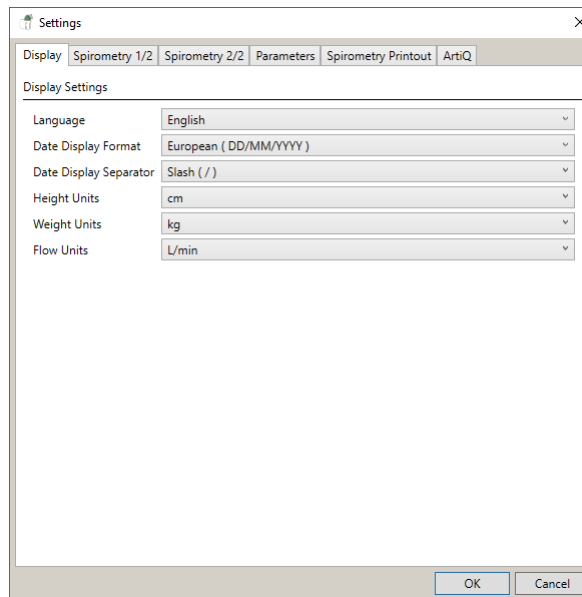 Settings
Display Spirometry 1/2 Spirometry 2/2 Parameters Spirometry Printout ArtiQ
Display Settings
Language English
Date Display Format European ( DD/MM/YYYY )
Date Display Separator Slash ( / )
Height Units cm
Weight Units kg
Flow Units L/min
OK Cancel